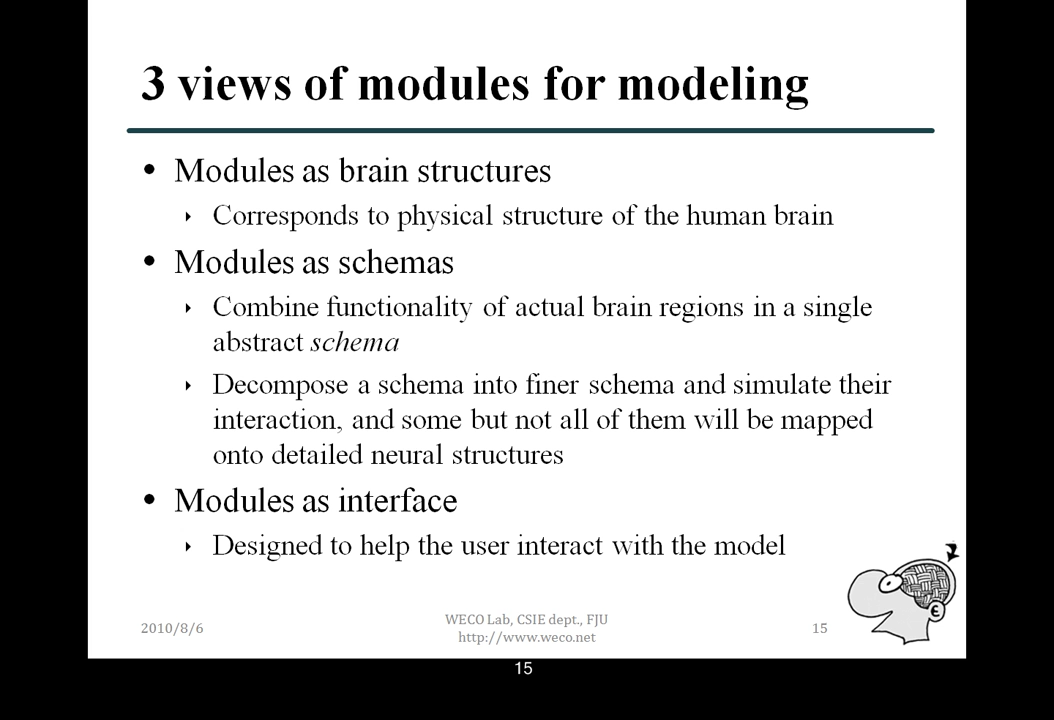 3 views of modules for modeling
• Modules as brain structures
‣ Corresponds to physical structure of the human brain
• Modules as schemas
‣ Combine functionality of actual brain regions in a single
abstract schema
‣ Decompose a schema into finer schema and simulate their
interaction, and some but not all of them will be mapped
onto detailed neural structures
• Modules as interface
‣ Designed to help the user interact with the model
2010/8/6
WECO Lab, CSIE dept., FJU
http://www.weco.net
15
15